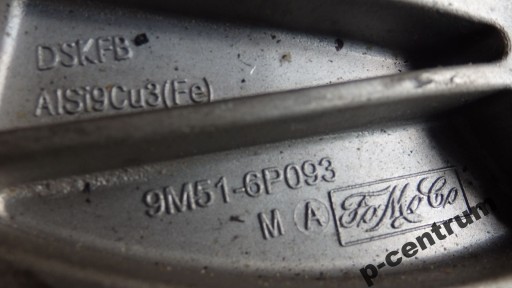 DSKFB
AlSi9Cu3(Fe)
9M51-6P093
M A FoMoCo
p-centrum